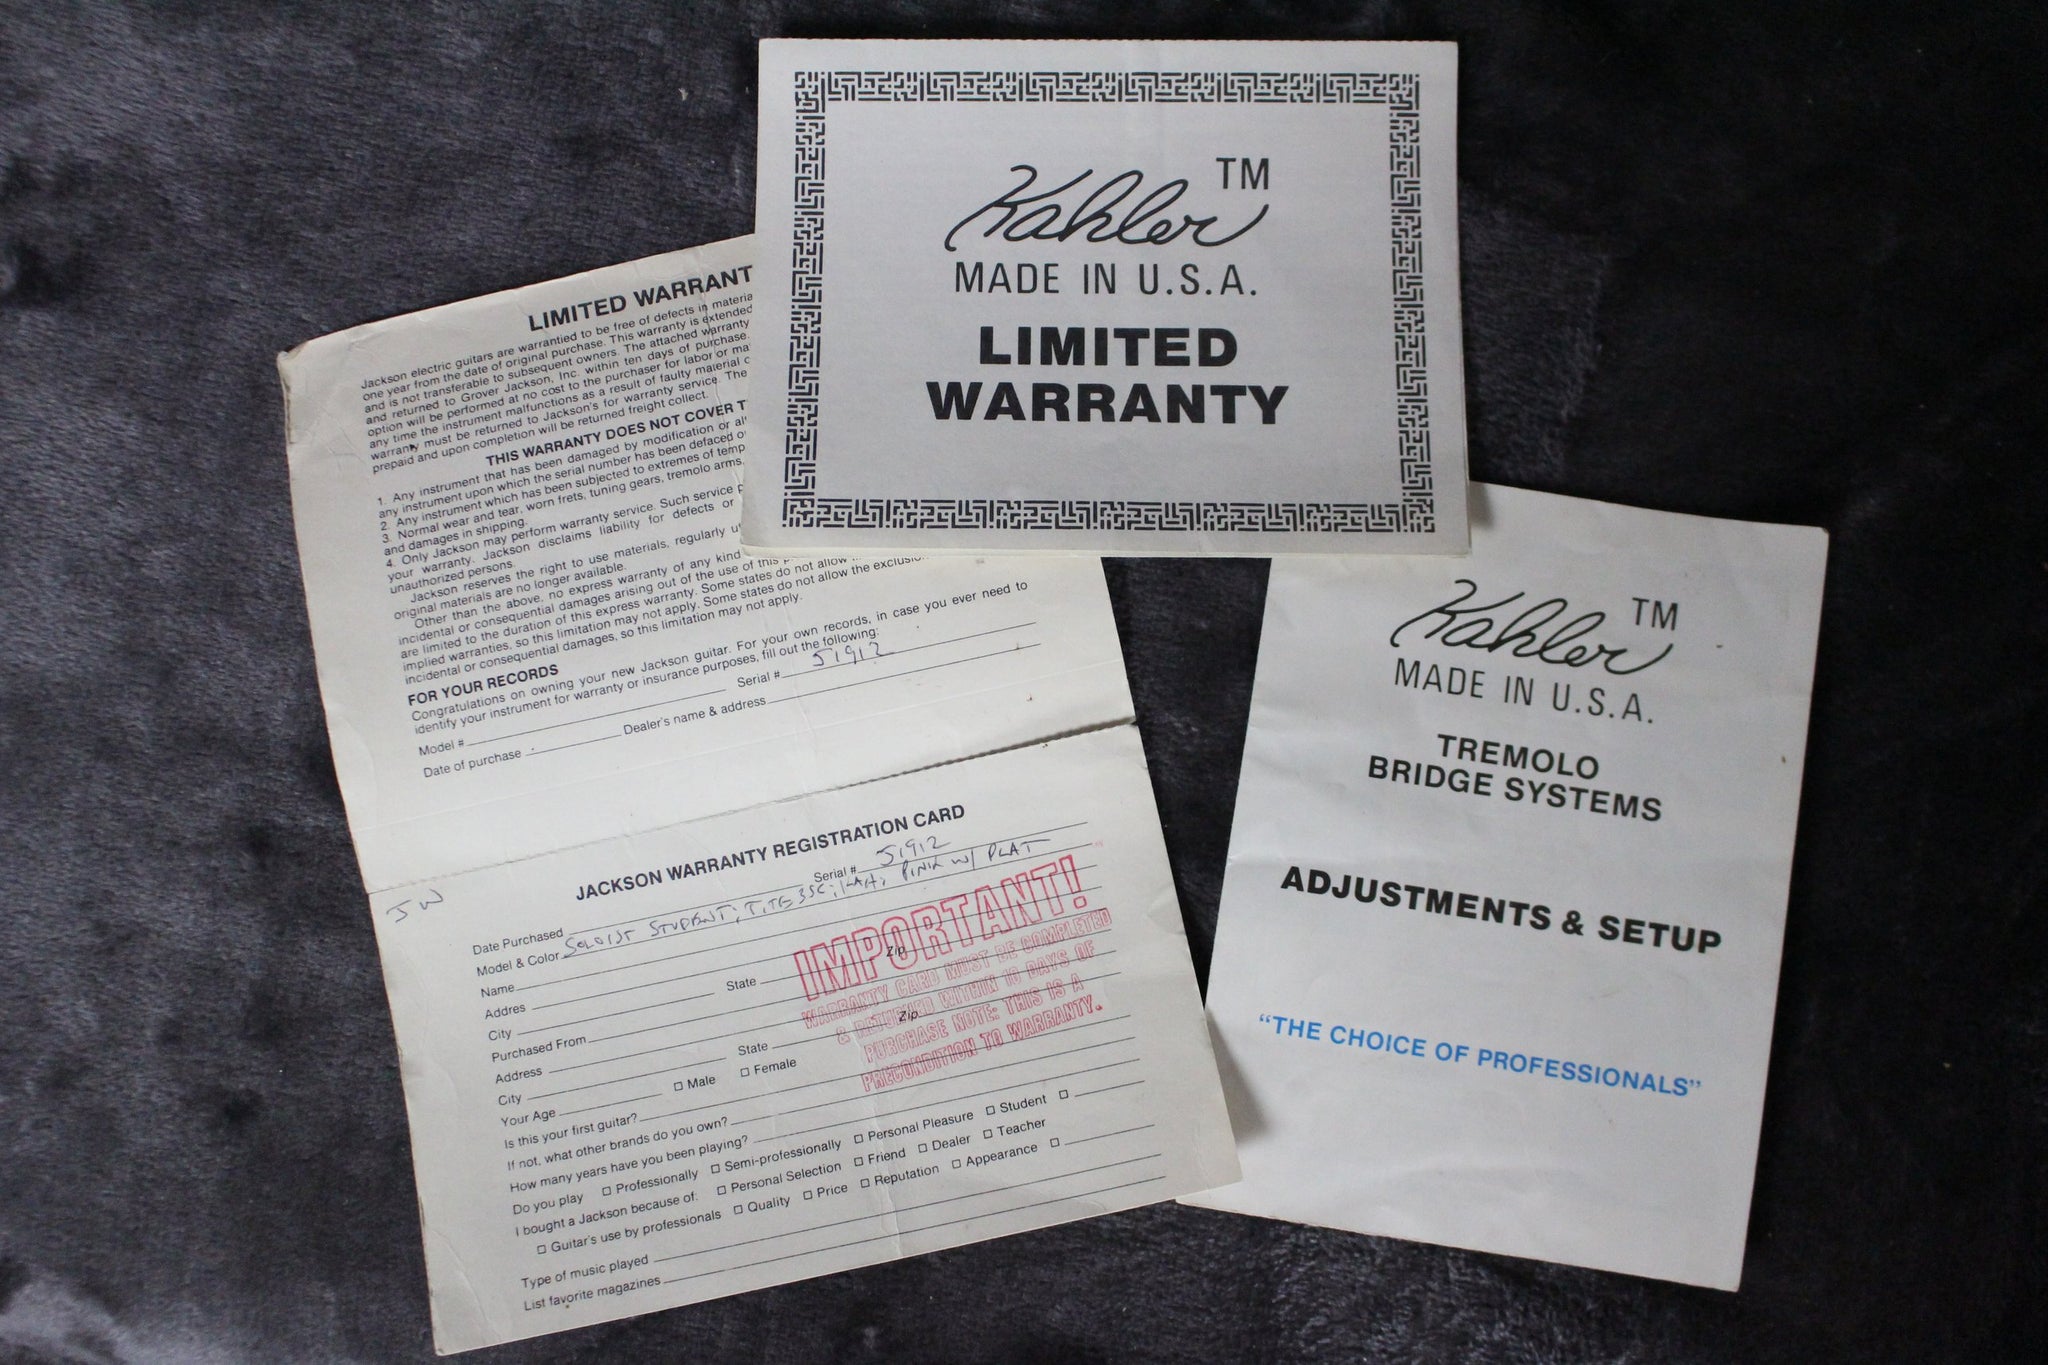 Kahler TM
MADE IN U.S.A.
LIMITED
WARRANTY
LIMITED WARRANT
Jackson electric guitars are warrantied to be free of defects in materia
one year from the date of original purchase. This warranty is extended
and is not transferable to subsequent owners. The attached warranty
and returned to Grover Jackson, Inc. within ten days of purchase.
option will be performed at no cost to the purchaser for labor or ma
any time the instrument malfunctions as a result of faulty material o
warranty must be returned to Jackson's for warranty service. The
prepaid and upon completion will be returned freight collect.
THIS WARRANTY DOES NOT COVER T
1. Any instrument that has been damaged by modification or al
any instrument upon which the serial number has been defaced o
2. Any instrument which has been subjected to extremes of temp
3. Normal wear and tear, worn frets, tuning gears, tremolo arms,
and damages in shipping.
4. Only Jackson may perform warranty service. Such service p
your warranty. Jackson disclaims liability for defects or
unauthorized persons.
Jackson reserves the right to use materials, regularly u
original materials are no longer available.
Other than the above, no express warranty of any kind
incidental or consequential damages arising out of the use of this p
are limited to the duration of this express warranty. Some states do not allow
implied warranties, so this limitation may not apply. Some states do not allow the exclusion
incidental or consequential damages, so this limitation may not apply.
FOR YOUR RECORDS
Congratulations on owning your new Jackson guitar. For your own records, in case you ever need to
identify your instrument for warranty or insurance purposes, fill out the following:
Model # Serial # J1912
Date of purchase Dealer's name & address
JACKSON WARRANTY REGISTRATION CARD
JW
Date Purchased Serial # J1912
Model & Color SOLOIST STUDENT; PINK W/ PLAT
Name
Addres
City State Zip
Purchased From
Address
City State Zip
Your Age □ Male □ Female
Is this your first guitar?
If not, what other brands do you own?
How many years have you been playing?
Do you play □ Professionally □ Semi-professionally □ Personal Pleasure □ Student □
I bought a Jackson because of: □ Personal Selection □ Friend □ Dealer □ Teacher
□ Guitar's use by professionals □ Quality □ Price □ Reputation □ Appearance □
Type of music played
List favorite magazines
IMPORTANT!
WARRANTY CARD MUST BE COMPLETED
& RETURNED WITHIN 10 DAYS OF
PURCHASE NOTE: THIS IS A
PRECONDITION TO WARRANTY.
Kahler TM
MADE IN U.S.A.
TREMOLO
BRIDGE SYSTEMS
ADJUSTMENTS & SETUP
"THE CHOICE OF PROFESSIONALS"